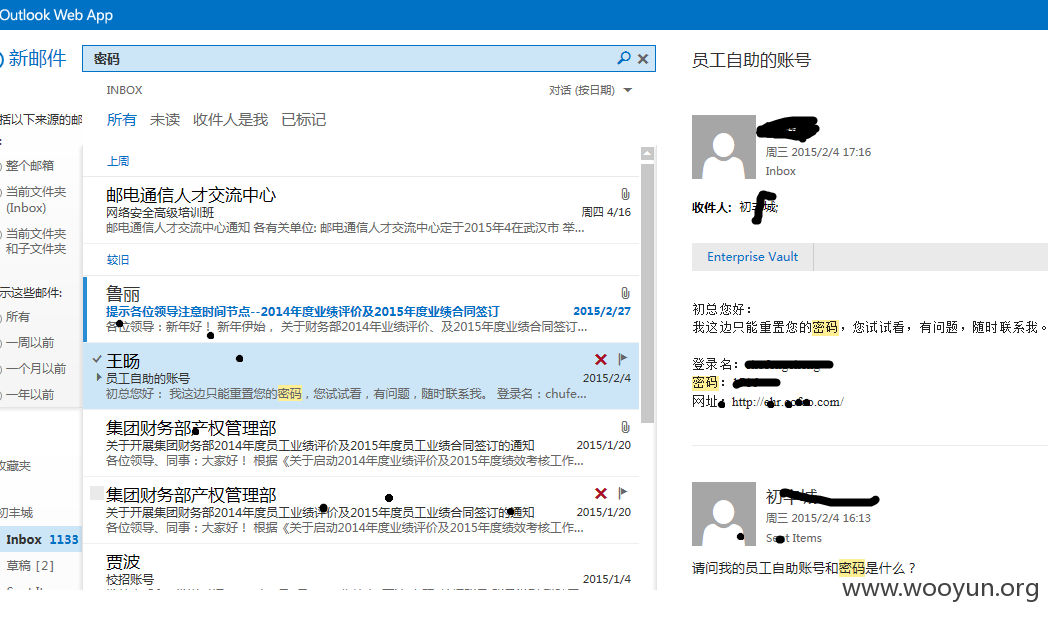 Outlook Web App
新邮件
密码
INBOX
对话 (按日期)
括以下来源的邮
所有 未读 收件人是我 已标记
整个邮箱
当前文件夹
(Inbox)
当前文件夹
和子文件夹
示这些邮件:
所有
一周以前
一个月以前
一年以前
收藏夹
初丰城
Inbox 1133
草稿 [2]
上周
邮电通信人才交流中心
网络安全高级培训班
周四 4/16
邮电通信人才交流中心通知 各有关单位: 邮电通信人才交流中心定于2015年4在武汉市 举...
较旧
鲁丽
提示各位领导注意时间节点--2014年度业绩评价及2015年度业绩合同签订
2015/2/27
各位领导：新年好！ 新年伊始， 关于财务部2014年业绩评价、及2015年度业绩合同签订...
王旸
员工自助的账号
2015/2/4
初总您好： 我这边只能重置您的密码，您试试看，有问题，随时联系我。 登录名：chufe...
集团财务部产权管理部
关于开展集团财务部2014年度员工业绩评价及2015年度员工业绩合同签订的通知
2015/1/20
各位领导、同事：大家好！ 根据《关于启动2014年度业绩评价及2015年度绩效考核工作...
集团财务部产权管理部
关于开展集团财务部2014年度员工业绩评价及2015年度员工业绩合同签订的通知
2015/1/20
各位领导、同事：大家好！ 根据《关于启动2014年度业绩评价及2015年度绩效考核工作...
贾波
校招账号
2015/1/4
员工自助的账号
周三 2015/2/4 17:16
Inbox
收件人: 初 城;
Enterprise Vault
初总您好：
我这边只能重置您的密码，您试试看，有问题，随时联系我。
登录名：
密码：
网址： http://ehr. .com/
初丰城
周三 2015/2/4 16:13
Sent Items
请问我的员工自助账号和密码是什么？
www.wooyun.org